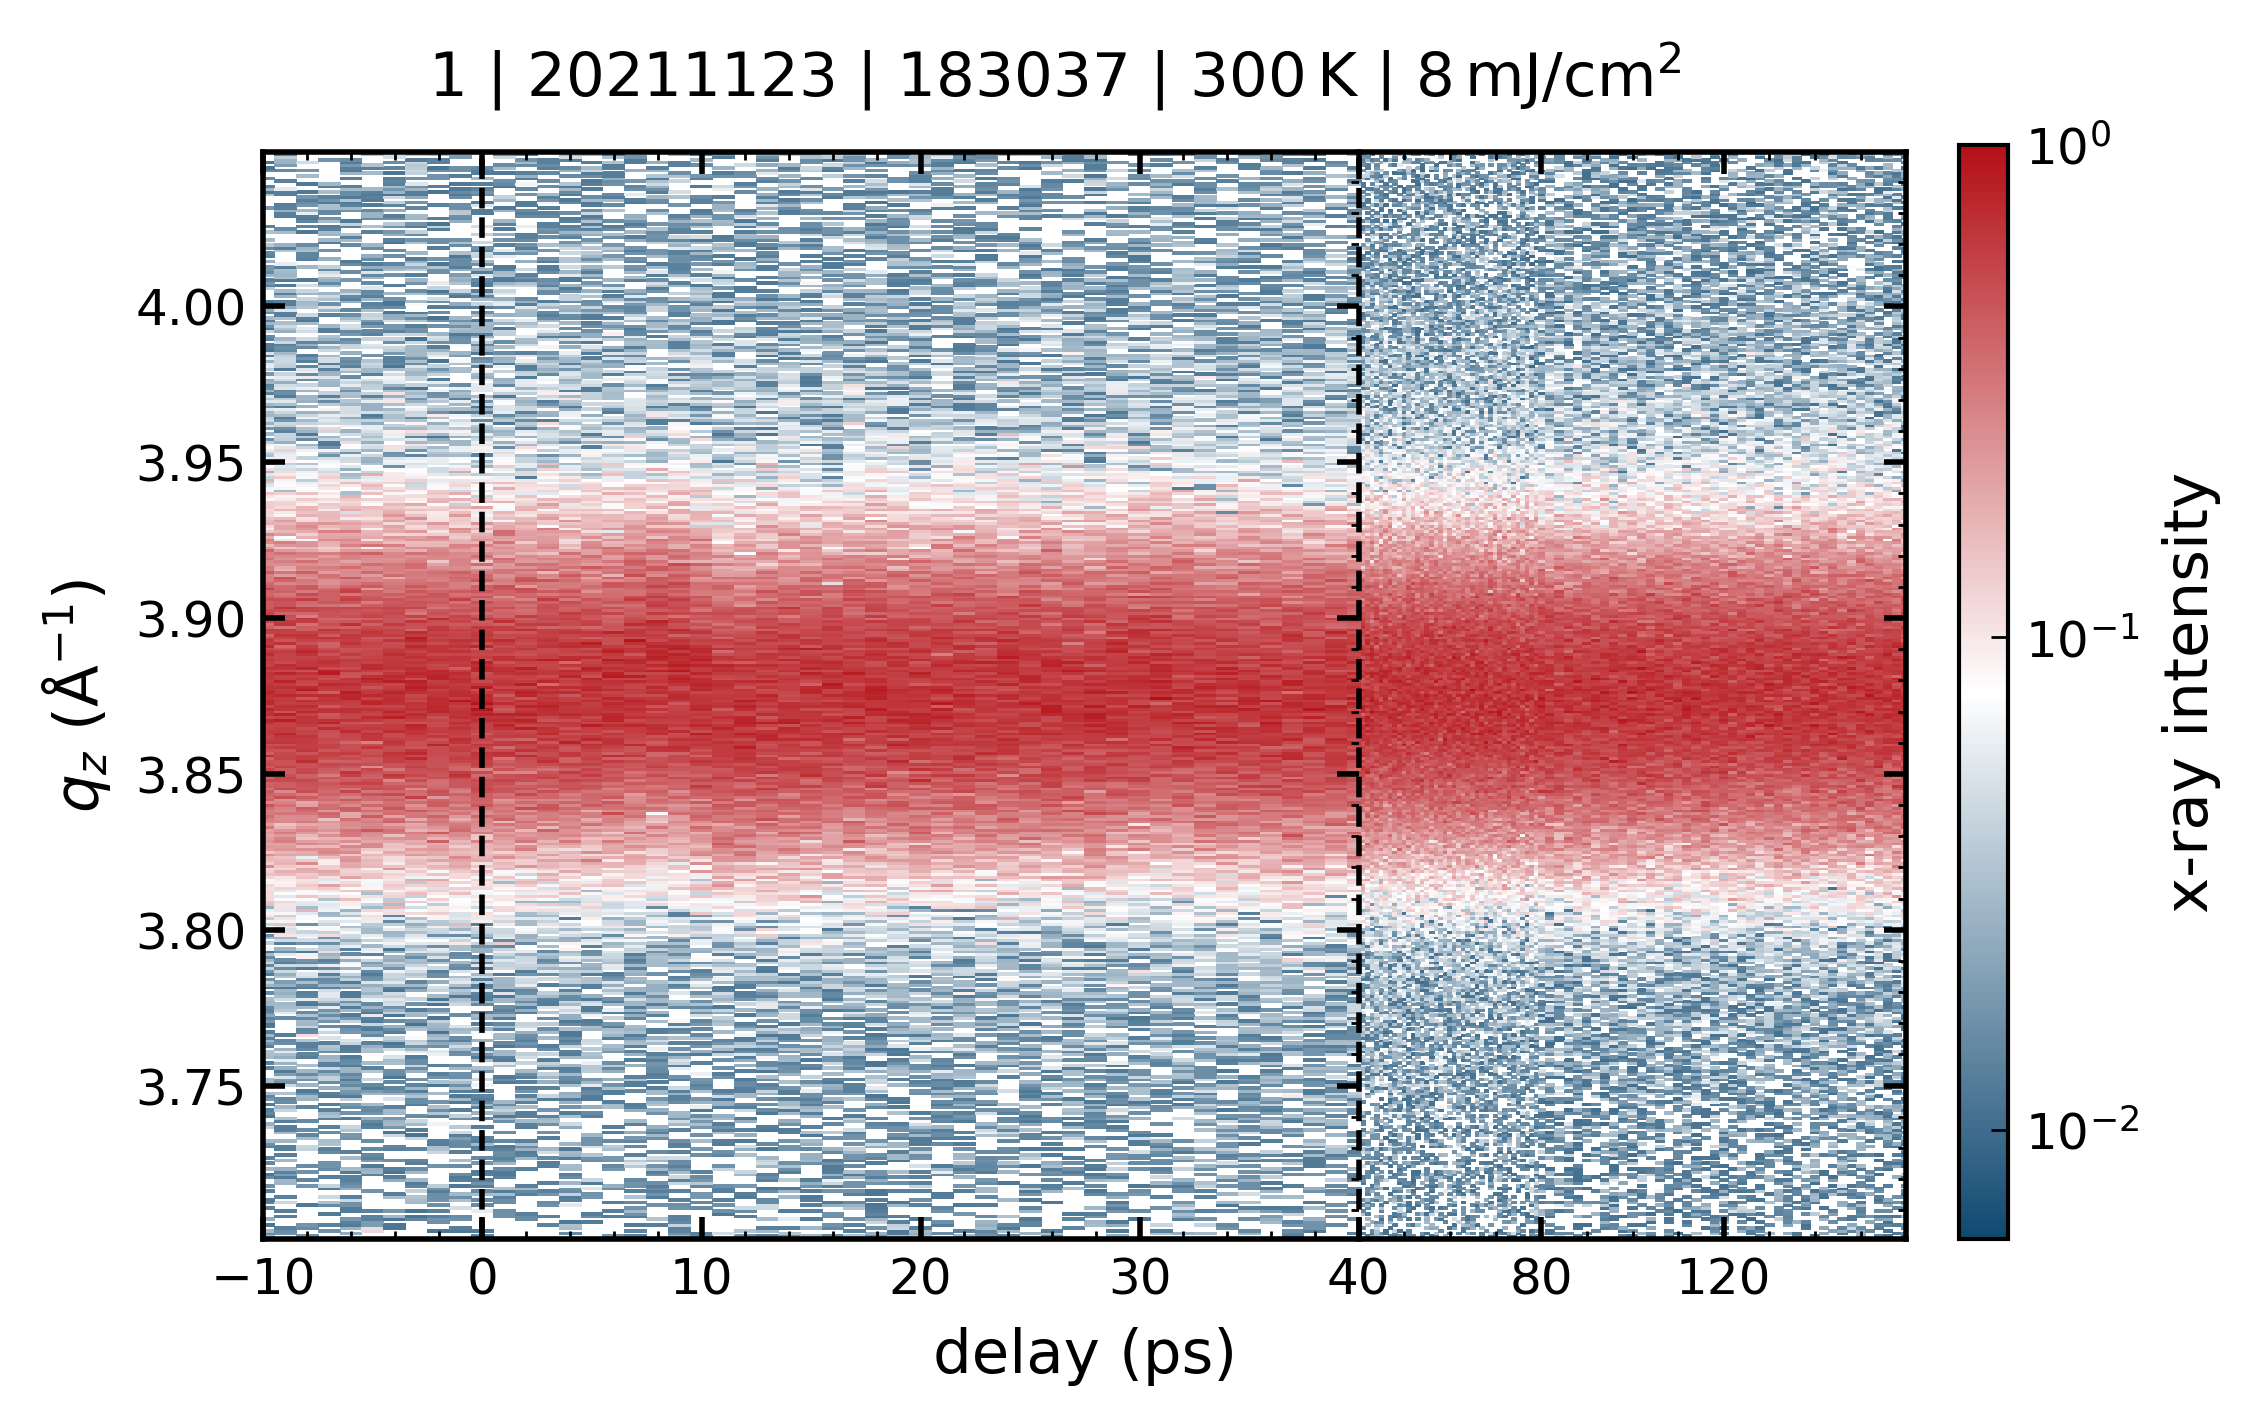 1 | 20211123 | 183037 | 300 K | 8 mJ/cm²
4.00
3.95
3.90
3.85
3.80
3.75
q_z (Å⁻¹)
−10 0 10 20 30 40 80 120
delay (ps)
10⁰
10⁻¹
10⁻²
x-ray intensity